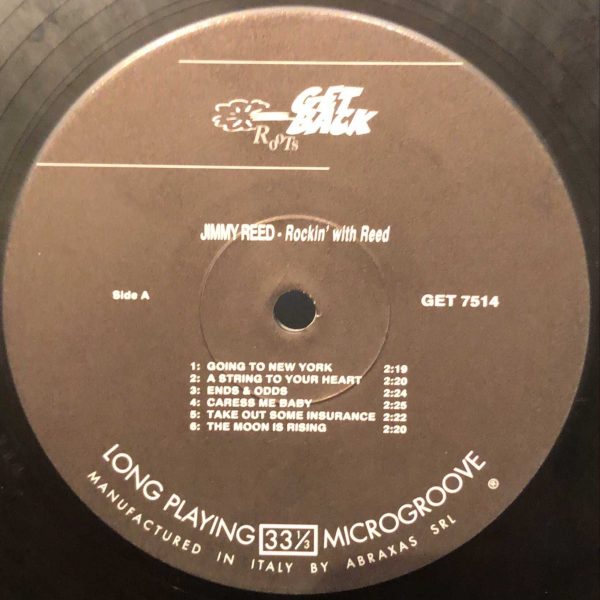 GET
BACK
ROOTS
JIMMY REED - Rockin' with Reed
Side A
GET 7514
1: GOING TO NEW YORK 2:19
2: A STRING TO YOUR HEART 2:20
3: ENDS & ODDS 2:24
4: CARESS ME BABY 2:25
5: TAKE OUT SOME INSURANCE 2:22
6: THE MOON IS RISING 2:20
LONG PLAYING 33 1/3 MICROGROOVE ®
MANUFACTURED IN ITALY BY ABRAXAS SRL